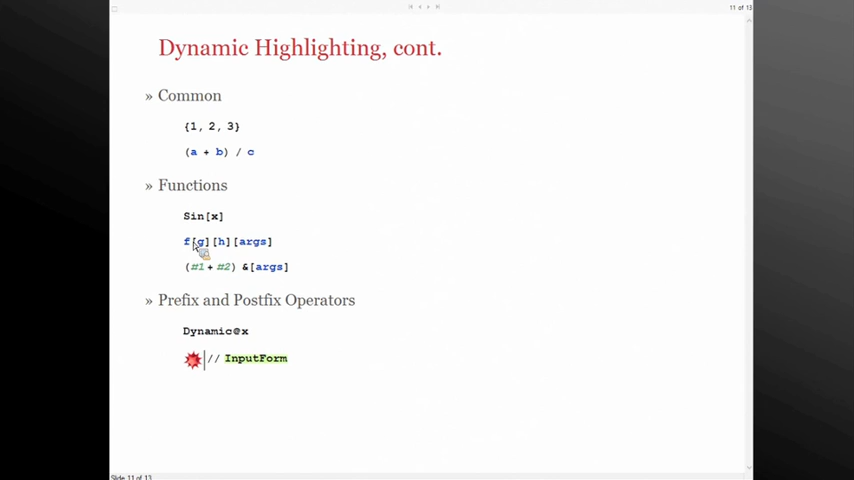 11 of 13
Dynamic Highlighting, cont.
» Common
{1, 2, 3}
(a + b) / c
» Functions
Sin[x]
f[g][h][args]
(#1 + #2) &[args]
» Prefix and Postfix Operators
Dynamic@x
// InputForm
Slide 11 of 13